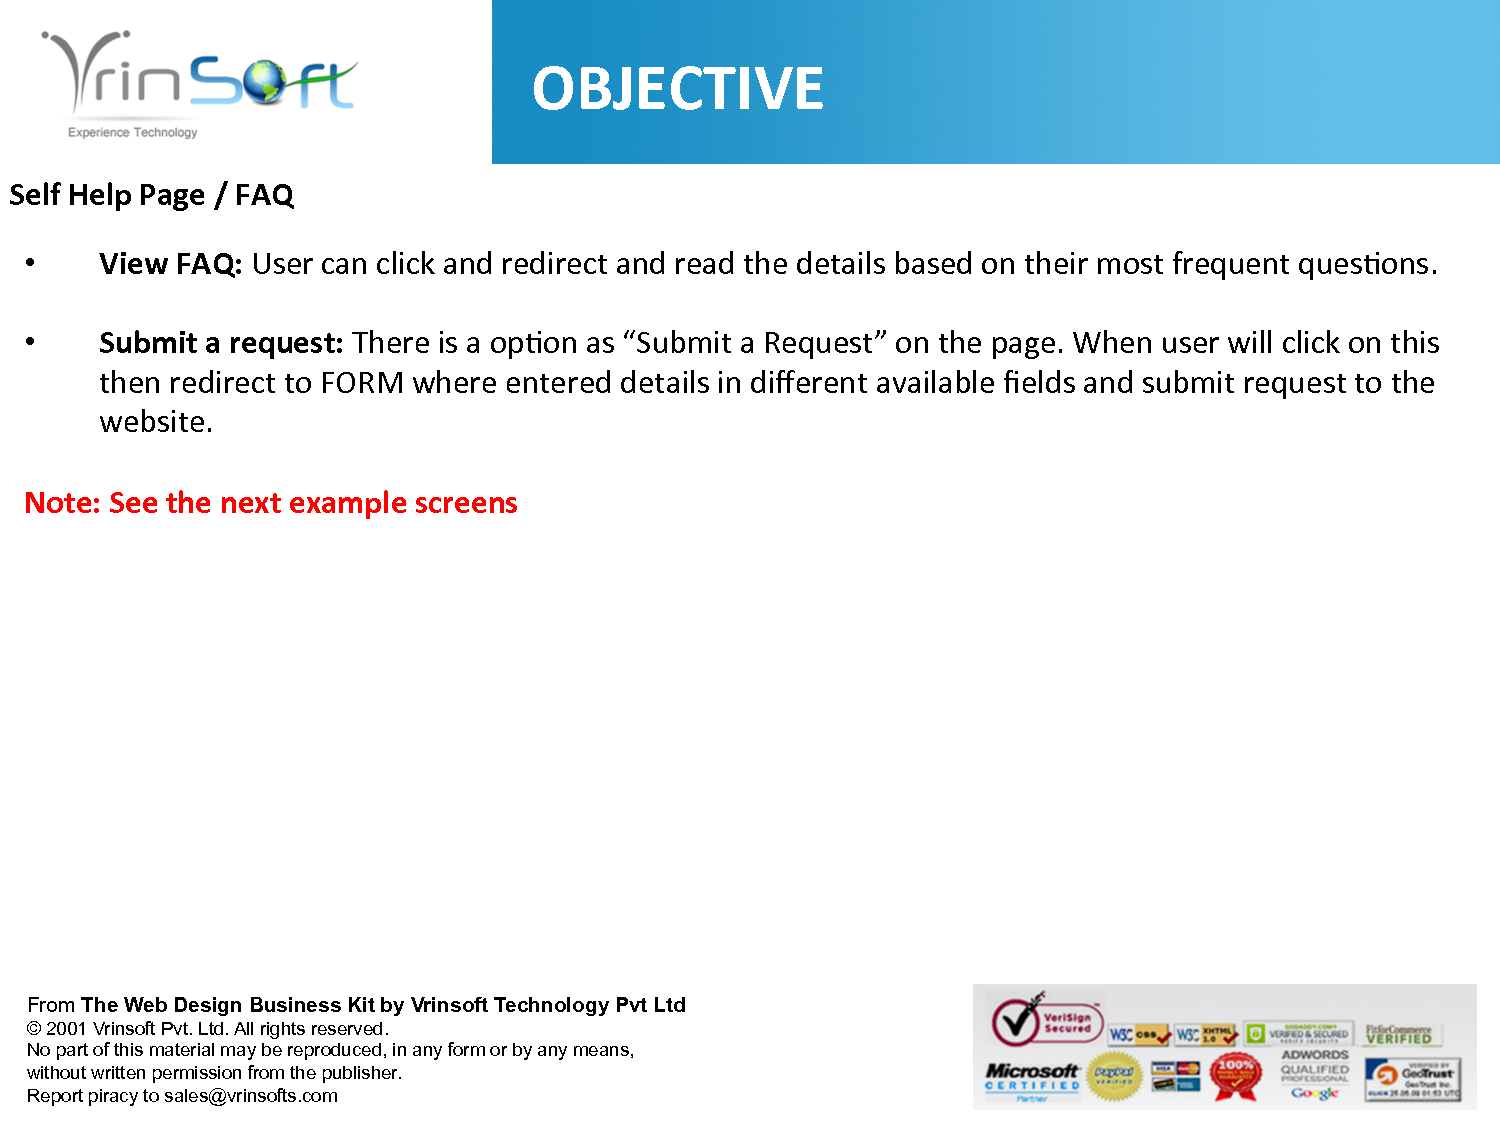 VrinSoft
Experience Technology
OBJECTIVE
Self Help Page / FAQ
• View FAQ: User can click and redirect and read the details based on their most frequent questions.
• Submit a request: There is a option as “Submit a Request” on the page. When user will click on this
then redirect to FORM where entered details in different available fields and submit request to the
website.
Note: See the next example screens
From The Web Design Business Kit by Vrinsoft Technology Pvt Ltd
© 2001 Vrinsoft Pvt. Ltd. All rights reserved.
No part of this material may be reproduced, in any form or by any means,
without written permission from the publisher.
Report piracy to sales@vrinsofts.com
VeriSign
Secured
W3C CSS
W3C XHTML 1.0
VERIFIED & SECURED
FitforCommerce
VERIFIED
Microsoft
CERTIFIED
Partner
PayPal
VERIFIED
100%
ADWORDS
QUALIFIED
PROFESSIONAL
Google
VERIFIED BY
GeoTrust
GeoTrust Inc.